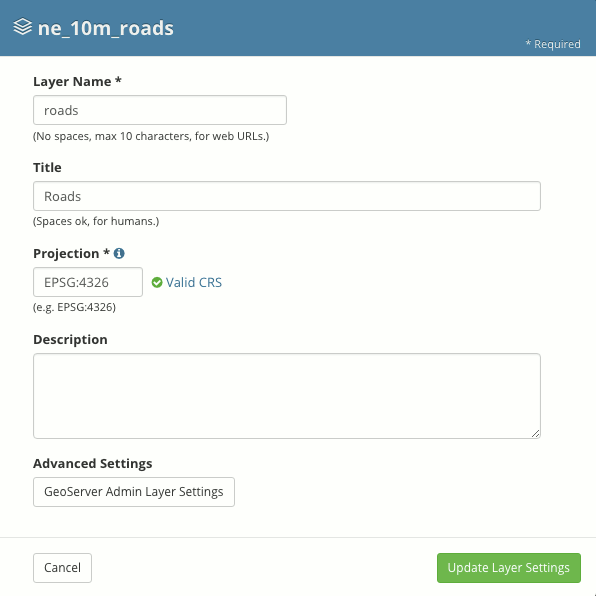 ne_10m_roads
* Required
Layer Name *
roads
(No spaces, max 10 characters, for web URLs.)
Title
Roads
(Spaces ok, for humans.)
Projection *
EPSG:4326 Valid CRS
(e.g. EPSG:4326)
Description
Advanced Settings
GeoServer Admin Layer Settings
Cancel Update Layer Settings